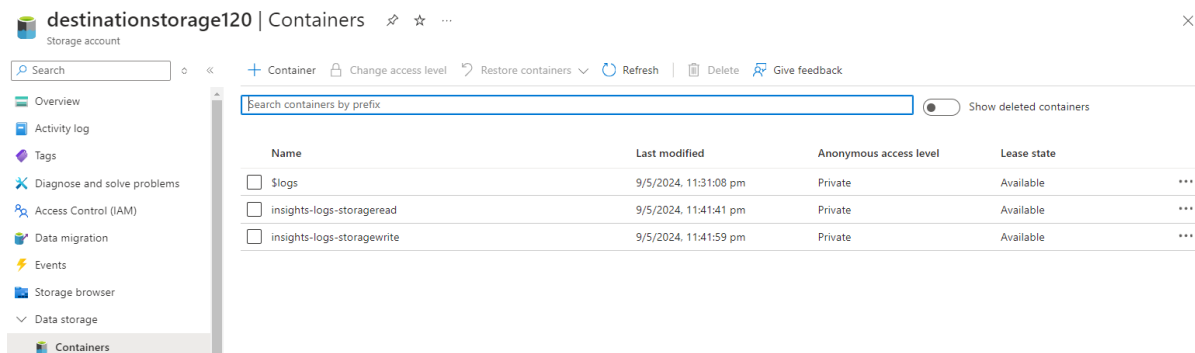 destinationstorage120 | Containers
Storage account
Search
Container Change access level Restore containers Refresh Delete Give feedback
Overview
Activity log
Tags
Diagnose and solve problems
Access Control (IAM)
Data migration
Events
Storage browser
Data storage
Containers
Search containers by prefix
Show deleted containers
Name Last modified Anonymous access level Lease state
$logs 9/5/2024, 11:31:08 pm Private Available
insights-logs-storageread 9/5/2024, 11:41:41 pm Private Available
insights-logs-storagewrite 9/5/2024, 11:41:59 pm Private Available